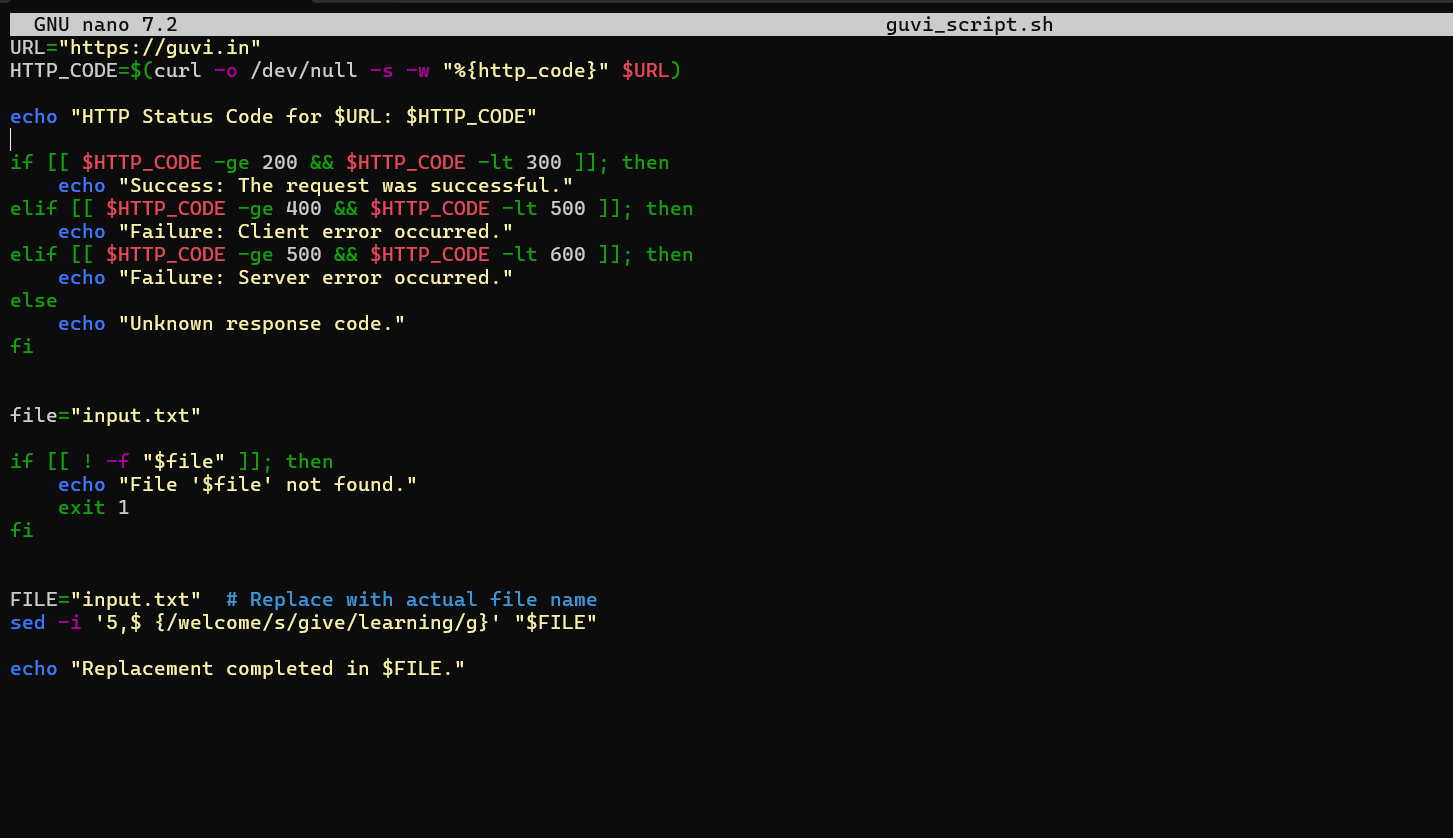 GNU nano 7.2 guvi_script.sh
URL="https://guvi.in"
HTTP_CODE=$(curl -o /dev/null -s -w "%{http_code}" $URL)
echo "HTTP Status Code for $URL: $HTTP_CODE"
if [[ $HTTP_CODE -ge 200 && $HTTP_CODE -lt 300 ]]; then
    echo "Success: The request was successful."
elif [[ $HTTP_CODE -ge 400 && $HTTP_CODE -lt 500 ]]; then
    echo "Failure: Client error occurred."
elif [[ $HTTP_CODE -ge 500 && $HTTP_CODE -lt 600 ]]; then
    echo "Failure: Server error occurred."
else
    echo "Unknown response code."
fi
file="input.txt"
if [[ ! -f "$file" ]]; then
    echo "File '$file' not found."
    exit 1
fi
FILE="input.txt"  # Replace with actual file name
sed -i '5,$ {/welcome/s/give/learning/g}' "$FILE"
echo "Replacement completed in $FILE."